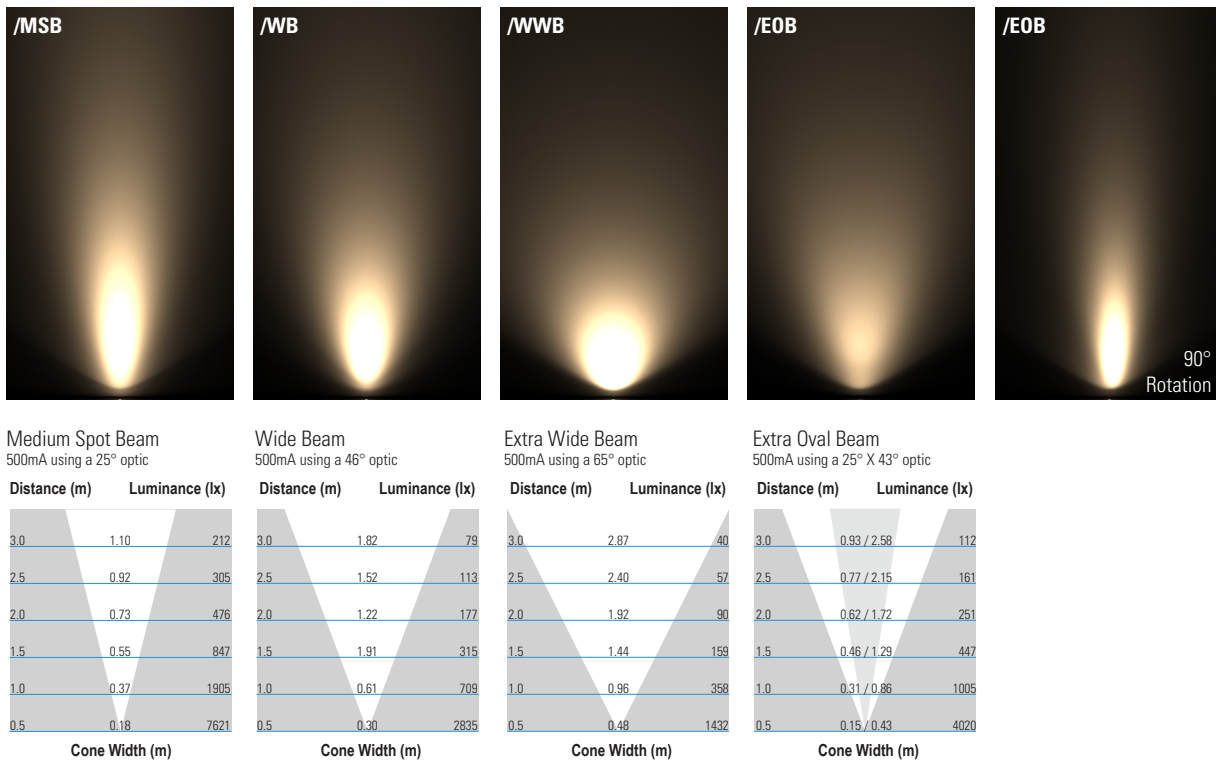 /MSB
/WB
/WWB
/EOB
/EOB
90°
Rotation
Medium Spot Beam
500mA using a 25° optic
Distance (m) Luminance (lx)
3.0 1.10 212
2.5 0.92 305
2.0 0.73 476
1.5 0.55 847
1.0 0.37 1905
0.5 0.18 7621
Cone Width (m)
Wide Beam
500mA using a 46° optic
Distance (m) Luminance (lx)
3.0 1.82 79
2.5 1.52 113
2.0 1.22 177
1.5 1.91 315
1.0 0.61 709
0.5 0.30 2835
Cone Width (m)
Extra Wide Beam
500mA using a 65° optic
Distance (m) Luminance (lx)
3.0 2.87 40
2.5 2.40 57
2.0 1.92 90
1.5 1.44 159
1.0 0.96 358
0.5 0.48 1432
Cone Width (m)
Extra Oval Beam
500mA using a 25° X 43° optic
Distance (m) Luminance (lx)
3.0 0.93 / 2.58 112
2.5 0.77 / 2.15 161
2.0 0.62 / 1.72 251
1.5 0.46 / 1.29 447
1.0 0.31 / 0.86 1005
0.5 0.15 / 0.43 4020
Cone Width (m)